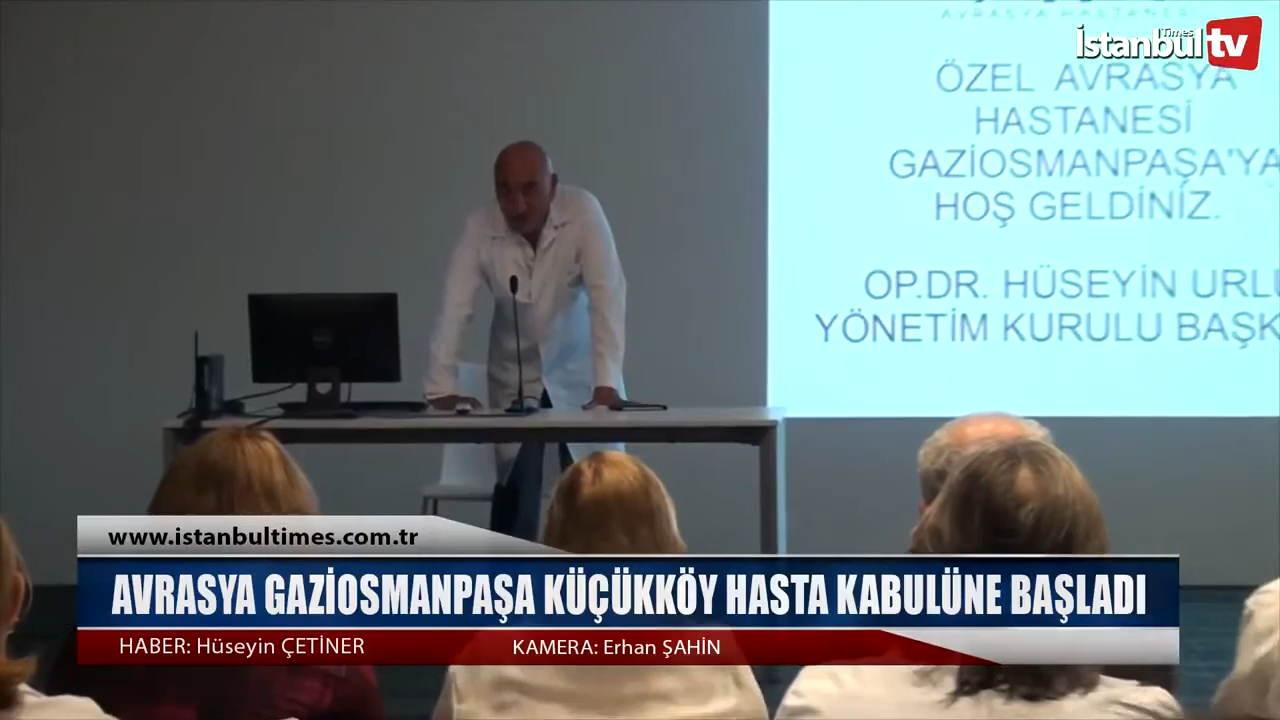 AVRASYA HASTANESİ
İstanbul Times tv
ÖZEL AVRASYA
HASTANESİ
GAZİOSMANPAŞA'YA
HOŞ GELDİNİZ.
OP.DR. HÜSEYİN URLU
YÖNETİM KURULU BAŞK
www.istanbultimes.com.tr
AVRASYA GAZİOSMANPAŞA KÜÇÜKKÖY HASTA KABULÜNE BAŞLADI
HABER: Hüseyin ÇETİNER
KAMERA: Erhan ŞAHİN